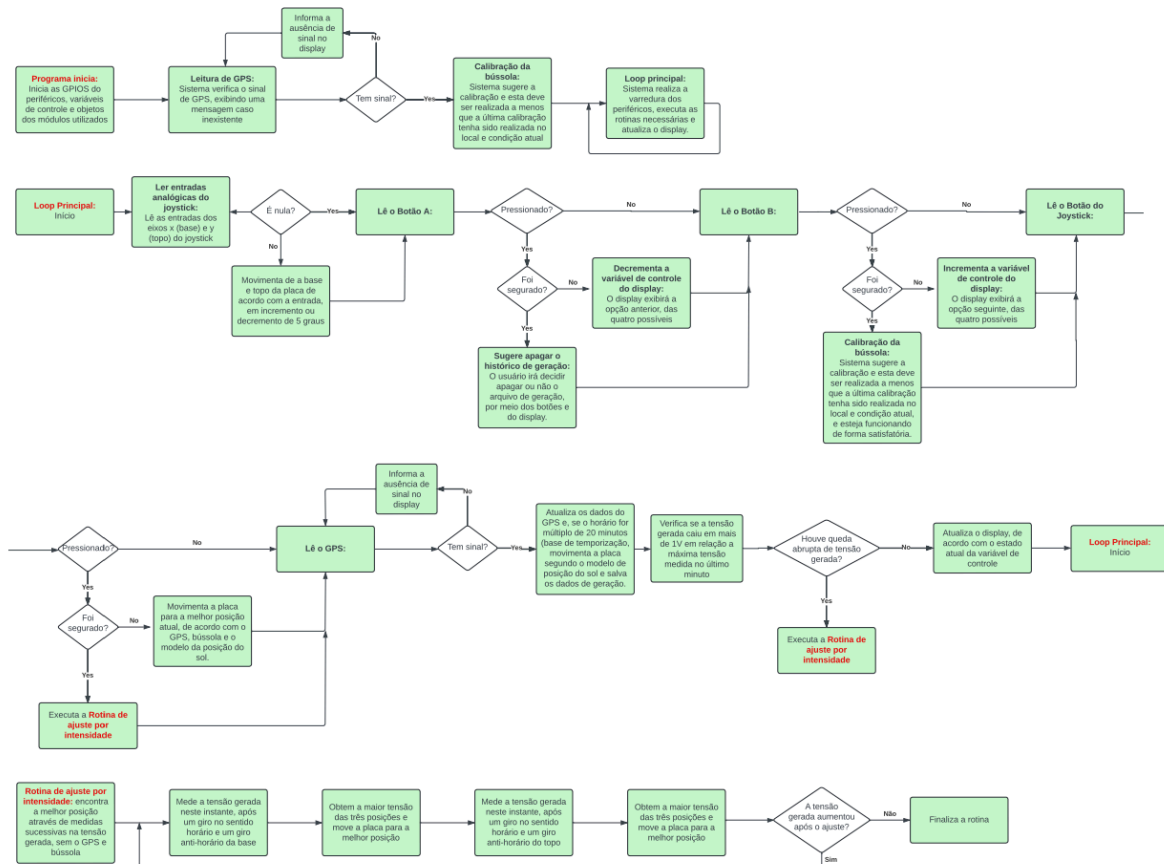 Informa a
ausência de
sinal no
display
No
Programa inicia:
Inicia as GPIOS do
periféricos, variáveis
de controle e objetos
dos módulos utilizados
Leitura de GPS:
Sistema verifica o sinal
de GPS, exibindo uma
mensagem caso
inexistente
Tem sinal?
Yes
Calibração da
bússola:
Sistema sugere a
calibração e esta deve
ser realizada a menos
que a última calibração
tenha sido realizada no
local e condição atual
Loop principal:
Sistema realiza a
varredura dos
periféricos, executa as
rotinas necessárias e
atualiza o display.
Loop Principal:
Início
Ler entradas
analógicas do
joystick:
Lê as entradas dos
eixos x (base) e y
(topo) do joystick
É nula?
Yes
No
Movimenta de a base
e topo da placa de
acordo com a entrada,
em incremento ou
decremento de 5 graus
Lê o Botão A:
Pressionado?
No
Yes
Foi
segurado?
No
Decrementa a
variável de controle
do display:
O display exibirá a
opção anterior, das
quatro possíveis
Yes
Sugere apagar o
histórico de geração:
O usuário irá decidir
apagar ou não o
arquivo de geração,
por meio dos botões e
do display.
Lê o Botão B:
Pressionado?
No
Yes
Foi
segurado?
No
Incrementa a variável
de controle do
display:
O display exibirá a
opção seguinte, das
quatro possíveis
Yes
Calibração da
bússola:
Sistema sugere a
calibração e esta deve
ser realizada a menos
que a última calibração
tenha sido realizada no
local e condição atual,
e esteja funcionando
de forma satisfatória.
Lê o Botão do
Joystick:
Pressionado?
No
Yes
Foi
segurado?
No
Movimenta a placa
para a melhor posição
atual, de acordo com o
GPS, bússola e o
modelo da posição do
sol.
Yes
Executa a Rotina de
ajuste por
intensidade
Informa a
ausência de
sinal no
display
No
Lê o GPS:
Tem sinal?
Yes
Atualiza os dados do
GPS e, se o horário for
múltiplo de 20 minutos
(base de temporização,
movimenta a placa
segundo o modelo de
posição do sol e salva
os dados de geração.
Verifica se a tensão
gerada caiu em mais
de 1V em relação a
máxima tensão
medida no último
minuto
Houve queda
abrupta de tensão
gerada?
No
Yes
Executa a Rotina de
ajuste por
intensidade
Atualiza o display, de
acordo com o estado
atual da variável de
controle
Loop Principal:
Início
Rotina de ajuste por
intensidade: encontra
a melhor posição
através de medidas
sucessivas na tensão
gerada, sem o GPS e
bússola
Mede a tensão gerada
neste instante, após
um giro no sentido
horário e um giro
anti-horário da base
Obtem a maior tensão
das três posições e
move a placa para a
melhor posição
Mede a tensão gerada
neste instante, após
um giro no sentido
horário e um giro
anti-horário do topo
Obtem a maior tensão
das três posições e
move a placa para a
melhor posição
A tensão
gerada aumentou
após o ajuste?
Não
Finaliza a rotina
Sim